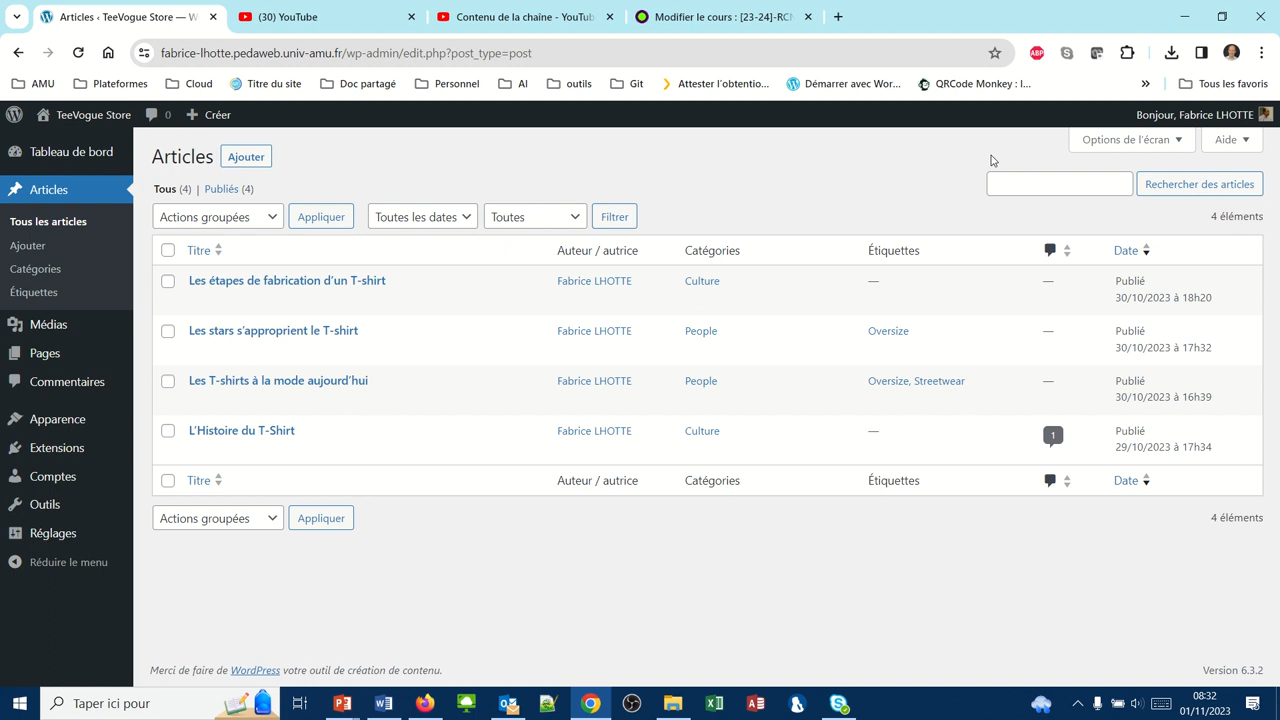 Articles ‹ TeeVogue Store — W
(30) YouTube
Contenu de la chaîne - YouTub
Modifier le cours : [23-24]-RCN
fabrice-lhotte.pedaweb.univ-amu.fr/wp-admin/edit.php?post_type=post
ABP
AMU
Plateformes
Cloud
Titre du site
Doc partagé
Personnel
AI
outils
Git
Attester l'obtentio...
Démarrer avec Wor...
QRCode Monkey : l...
»
Tous les favoris
TeeVogue Store
0
Créer
Bonjour, Fabrice LHOTTE
Tableau de bord
Articles
Tous les articles
Ajouter
Catégories
Étiquettes
Médias
Pages
Commentaires
Apparence
Extensions
Comptes
Outils
Réglages
Réduire le menu
Options de l'écran
Aide
Articles
Ajouter
Tous (4) | Publiés (4)
Rechercher des articles
Actions groupées
Appliquer
Toutes les dates
Toutes
Filtrer
4 éléments
Titre
Auteur / autrice
Catégories
Étiquettes
Date
Les étapes de fabrication d'un T-shirt
Fabrice LHOTTE
Culture
—
—
Publié
30/10/2023 à 18h20
Les stars s'approprient le T-shirt
Fabrice LHOTTE
People
Oversize
—
Publié
30/10/2023 à 17h32
Les T-shirts à la mode aujourd'hui
Fabrice LHOTTE
People
Oversize, Streetwear
—
Publié
30/10/2023 à 16h39
L'Histoire du T-Shirt
Fabrice LHOTTE
Culture
—
1
Publié
29/10/2023 à 17h34
Titre
Auteur / autrice
Catégories
Étiquettes
Date
Actions groupées
Appliquer
4 éléments
Merci de faire de WordPress votre outil de création de contenu.
Version 6.3.2
Taper ici pour
08:32
01/11/2023